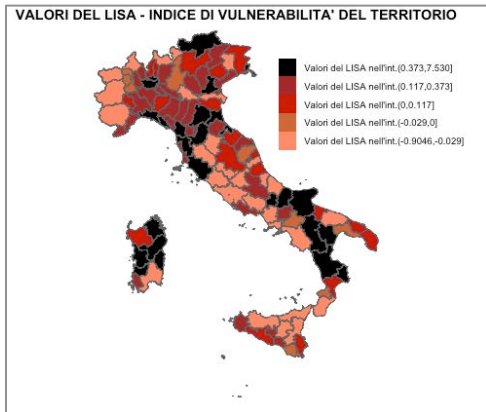 VALORI DEL LISA - INDICE DI VULNERABILITA' DEL TERRITORIO
Valori del LISA nell'int.(0.373,7.530]
Valori del LISA nell'int.(0.117,0.373]
Valori del LISA nell'int.(0,0.117]
Valori del LISA nell'int.(-0.029,0]
Valori del LISA nell'int.(-0.9046,-0.029]